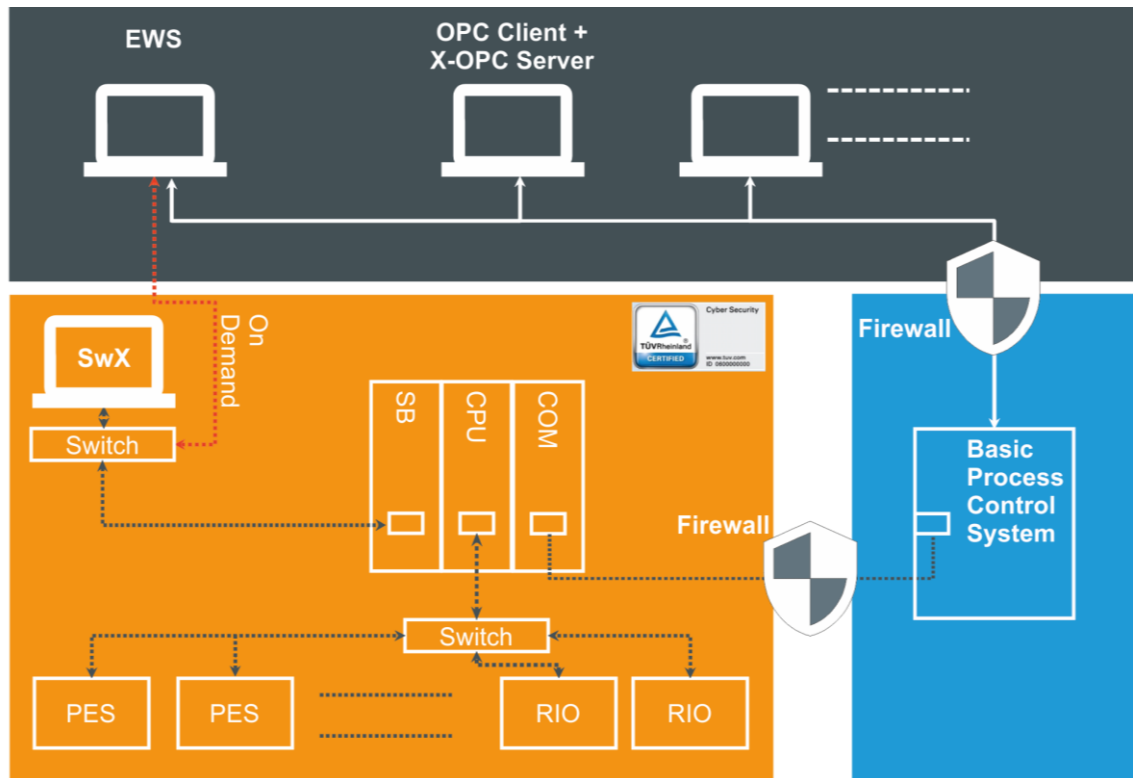 EWS
OPC Client +
X-OPC Server
On
Demand
SwX
Switch
Cyber Security
TÜVRheinland
®
CERTIFIED
www.tuv.com
ID 0600000000
SB
CPU
COM
Firewall
Basic
Process
Control
System
Firewall
Switch
PES
PES
RIO
RIO